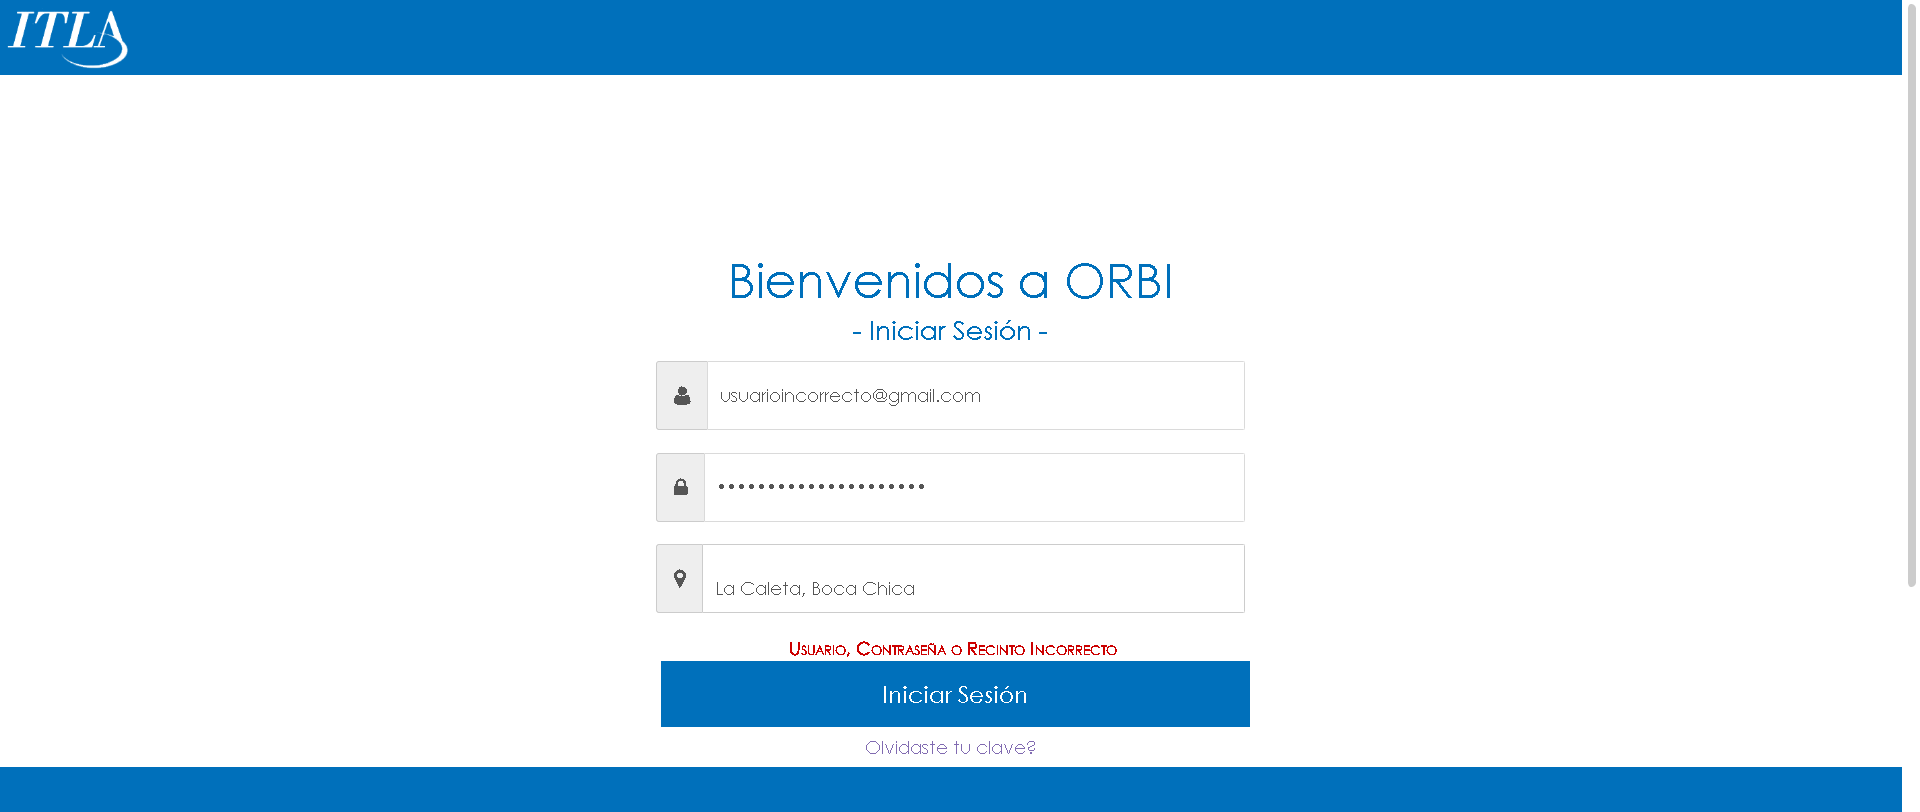 ITLA
Bienvenidos a ORBI
- Iniciar Sesión -
usuarioincorrecto@gmail.com
•••••••••••••••••••••
La Caleta, Boca Chica
Usuario, Contraseña o Recinto Incorrecto
Iniciar Sesión
Olvidaste tu clave?